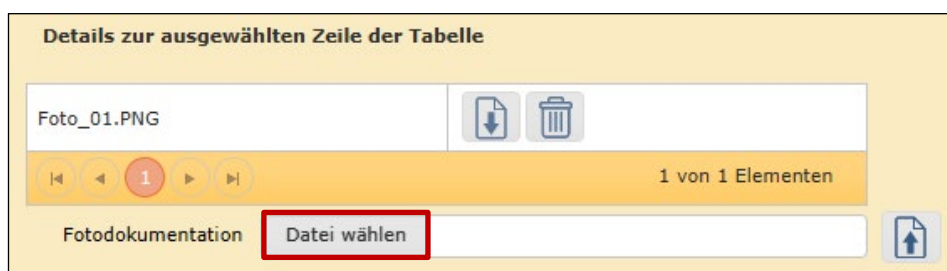 Details zur ausgewählten Zeile der Tabelle
Foto_01.PNG
1 1 von 1 Elementen
Fotodokumentation Datei wählen